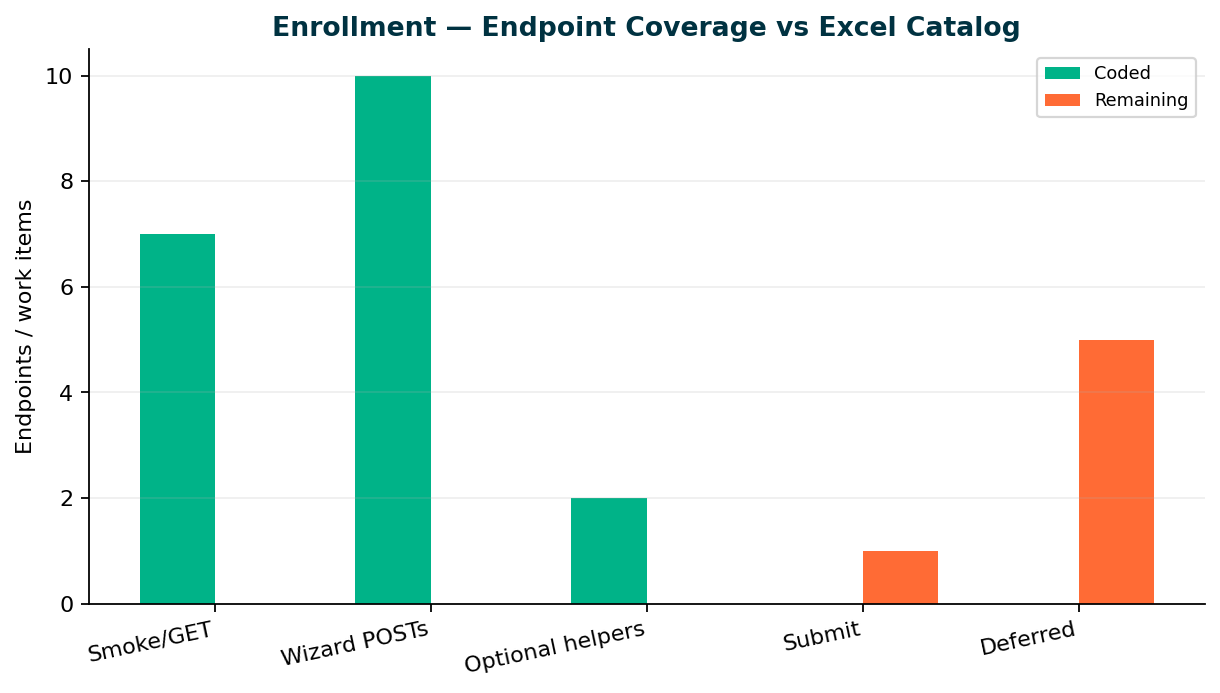 Enrollment — Endpoint Coverage vs Excel Catalog
Coded
Remaining
Endpoints / work items
10
8
6
4
2
0
Smoke/GET
Wizard POSTs
Optional helpers
Submit
Deferred